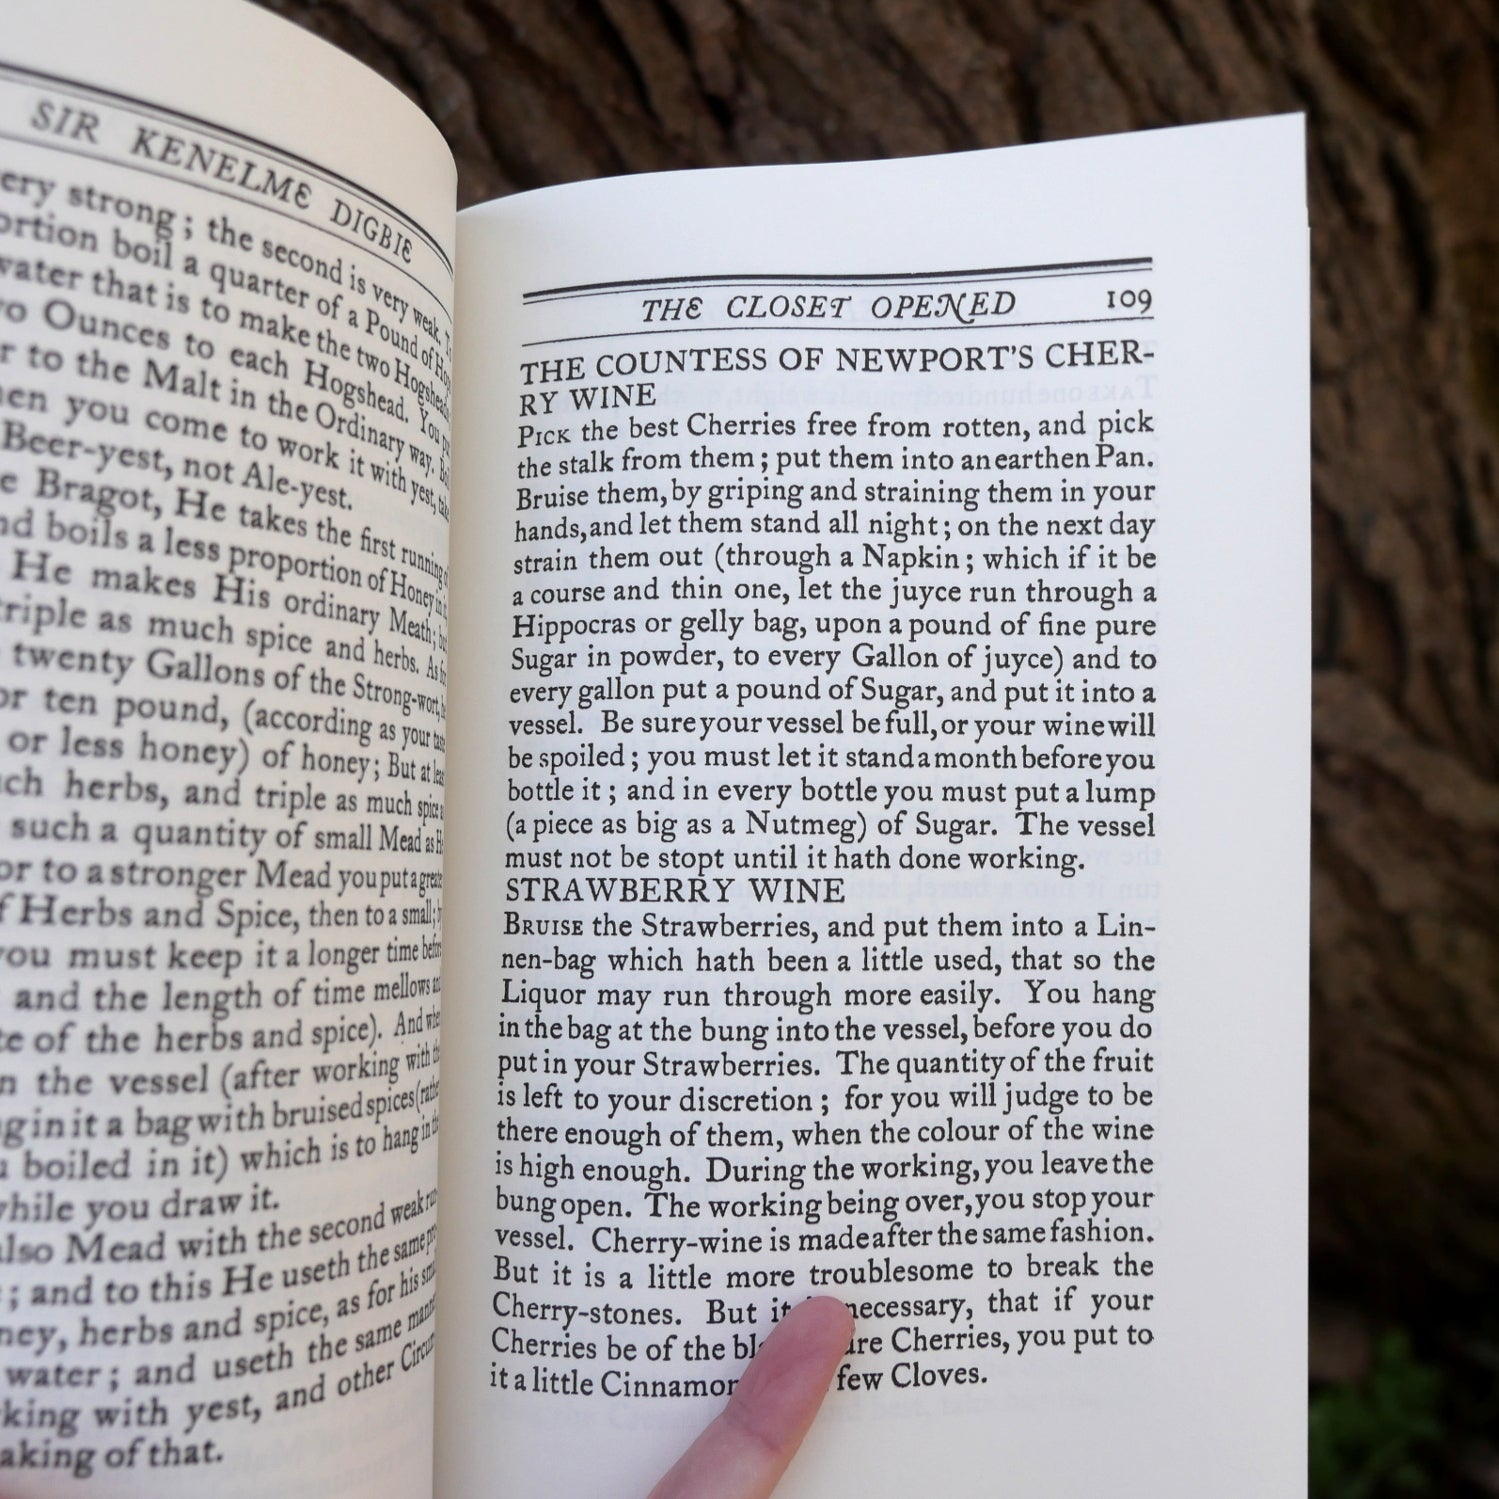 SIR KENELME DIGBIE
ery strong; the second is very weak.
ortion boil a quarter of a Pound of
water that is to make the two Hogsheads
o Ounces to each Hogshead. You
r to the Malt in the Ordinary way.
en you come to work it with yest,
Beer-yest, not Ale-yest.
e Bragot, He takes the first running
nd boils a less proportion of Honey in
He makes His ordinary Meath;
triple as much spice and herbs. As
twenty Gallons of the Strong-wort,
or ten pound, (according as your
or less honey) of honey; But at
ch herbs, and triple as much spice
such a quantity of small Mead as
or to a stronger Mead you put a
f Herbs and Spice, then to a small;
you must keep it a longer time before
and the length of time mellows
te of the herbs and spice). And
n the vessel (after working with
g in it a bag with bruised spices
u boiled in it) which is to hang in
while you draw it.
also Mead with the second weak
; and to this He useth the same
ney, herbs and spice, as for his
water; and useth the same
king with yest, and other
aking of that.
THE CLOSET OPENED 109
THE COUNTESS OF NEWPORT'S CHER-
RY WINE
PICK the best Cherries free from rotten, and pick
the stalk from them; put them into an earthen Pan.
Bruise them, by griping and straining them in your
hands, and let them stand all night; on the next day
strain them out (through a Napkin; which if it be
a course and thin one, let the juyce run through a
Hippocras or gelly bag, upon a pound of fine pure
Sugar in powder, to every Gallon of juyce) and to
every gallon put a pound of Sugar, and put it into a
vessel. Be sure your vessel be full, or your wine will
be spoiled; you must let it stand a month before you
bottle it; and in every bottle you must put a lump
(a piece as big as a Nutmeg) of Sugar. The vessel
must not be stopt until it hath done working.
STRAWBERRY WINE
BRUISE the Strawberries, and put them into a Lin-
nen-bag which hath been a little used, that so the
Liquor may run through more easily. You hang
in the bag at the bung into the vessel, before you do
put in your Strawberries. The quantity of the fruit
is left to your discretion; for you will judge to be
there enough of them, when the colour of the wine
is high enough. During the working, you leave the
bung open. The working being over, you stop your
vessel. Cherry-wine is made after the same fashion.
But it is a little more troublesome to break the
Cherry-stones. But it necessary, that if your
Cherries be of the Cherries, you put to
it a little Cinnamon few Cloves.